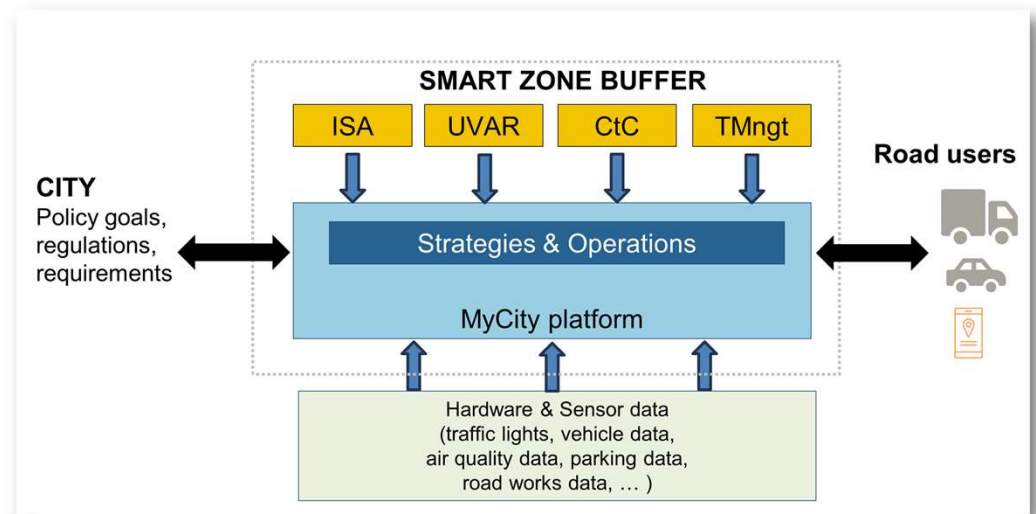 SMART ZONE BUFFER
ISA
UVAR
CtC
TMngt
Road users
CITY
Policy goals,
regulations,
requirements
Strategies & Operations
MyCity platform
Hardware & Sensor data
(traffic lights, vehicle data,
air quality data, parking data,
road works data, … )